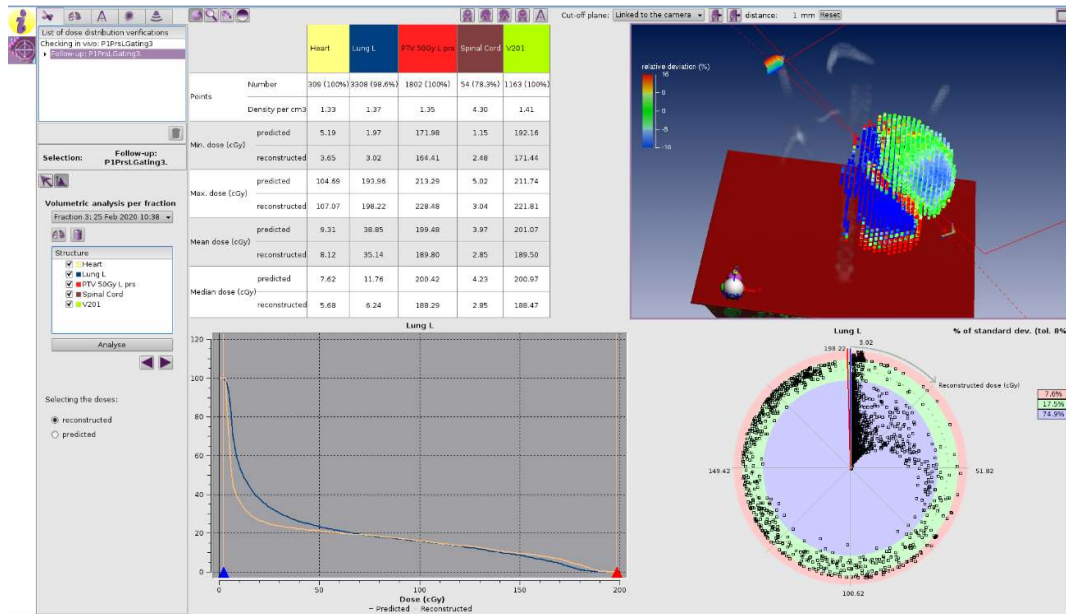 List of dose distribution verifications
Checking in vivo: P1PrsLGating3
Follow-up: P1PrsLGating3.
Selection: Follow-up: P1PrsLGating3.
Volumetric analysis per fraction
Fraction 3: 25 Feb 2020 10:38
Structure
Heart
Lung L
PTV 50Gy L prs
Spinal Cord
V201
Analyse
Selecting the doses:
reconstructed
predicted
Heart Lung L PTV 50Gy L prs Spinal Cord V201
Points Number 309 (100%) 3308 (98.6%) 1802 (100%) 54 (78.3%) 1163 (100%)
Density per cm3 1.33 1.37 1.35 4.30 1.41
Min. dose (cGy) predicted 5.19 1.97 171.98 1.15 192.16
reconstructed 3.65 3.02 164.41 2.48 171.44
Max. dose (cGy) predicted 104.69 193.96 213.29 5.02 211.74
reconstructed 107.07 198.22 228.48 3.04 221.81
Mean dose (cGy) predicted 9.31 38.85 199.48 3.97 201.07
reconstructed 8.12 35.14 189.80 2.85 189.50
Median dose (cGy) predicted 7.62 11.76 200.42 4.23 200.97
reconstructed 5.68 6.24 188.29 2.85 188.47
Cut-off plane: Linked to the camera distance: 1 mm Reset
relative deviation (%)
16
8
0
-16
Lung L
120
100
80
60
40
20
0
0 50 100 150 200
Dose (cGy)
Predicted Reconstructed
Lung L % of standard dev. (tol. 8%
198.22 3.02
Reconstructed dose (cGy)
7.6%
17.5%
74.9%
149.42 51.82
100.62